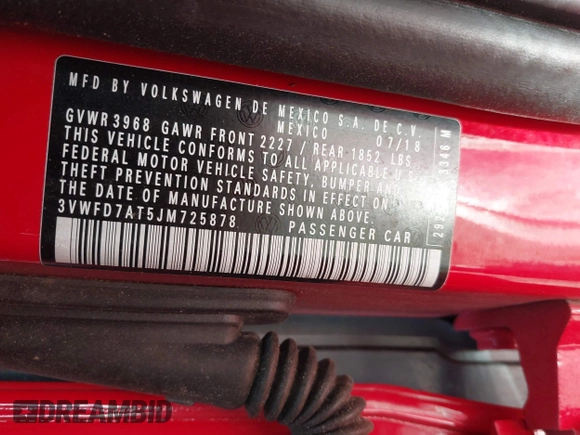 MFD BY VOLKSWAGEN DE MEXICO S.A. DE C.V.
MEXICO 07/18
GVWR 3968 GAWR FRONT 2227 / REAR 1852 LBS
THIS VEHICLE CONFORMS TO ALL APPLICABLE U.S.
FEDERAL MOTOR VEHICLE SAFETY, BUMPER AND
THEFT PREVENTION STANDARDS IN EFFECT ON
THE DATE OF MANUFACTURE SHOWN ABOVE.
3VWFD7AT5JM725878 PASSENGER CAR
3346 M
DREAMBID